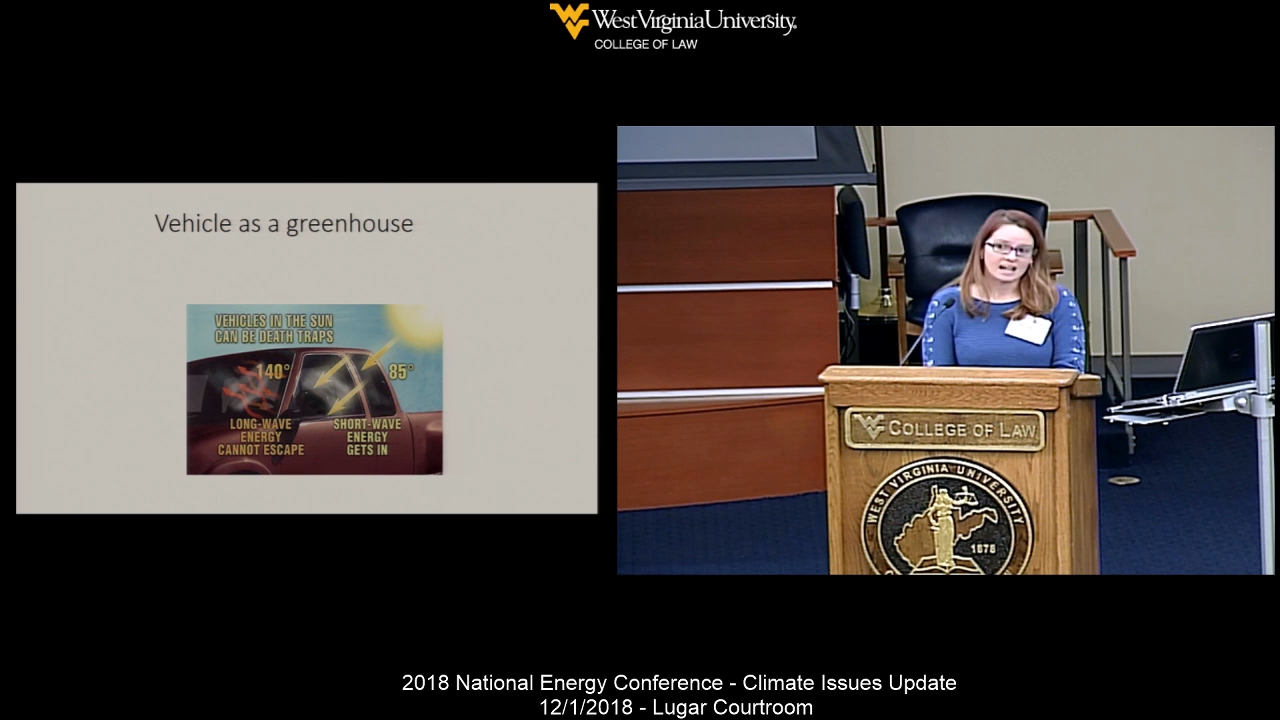 West Virginia University.
COLLEGE OF LAW
Vehicle as a greenhouse
VEHICLES IN THE SUN
CAN BE DEATH TRAPS
140°
85°
LONG-WAVE
ENERGY
CANNOT ESCAPE
SHORT-WAVE
ENERGY
GETS IN
COLLEGE OF LAW
WEST VIRGINIA UNIVERSITY
1878
2018 National Energy Conference - Climate Issues Update
12/1/2018 - Lugar Courtroom